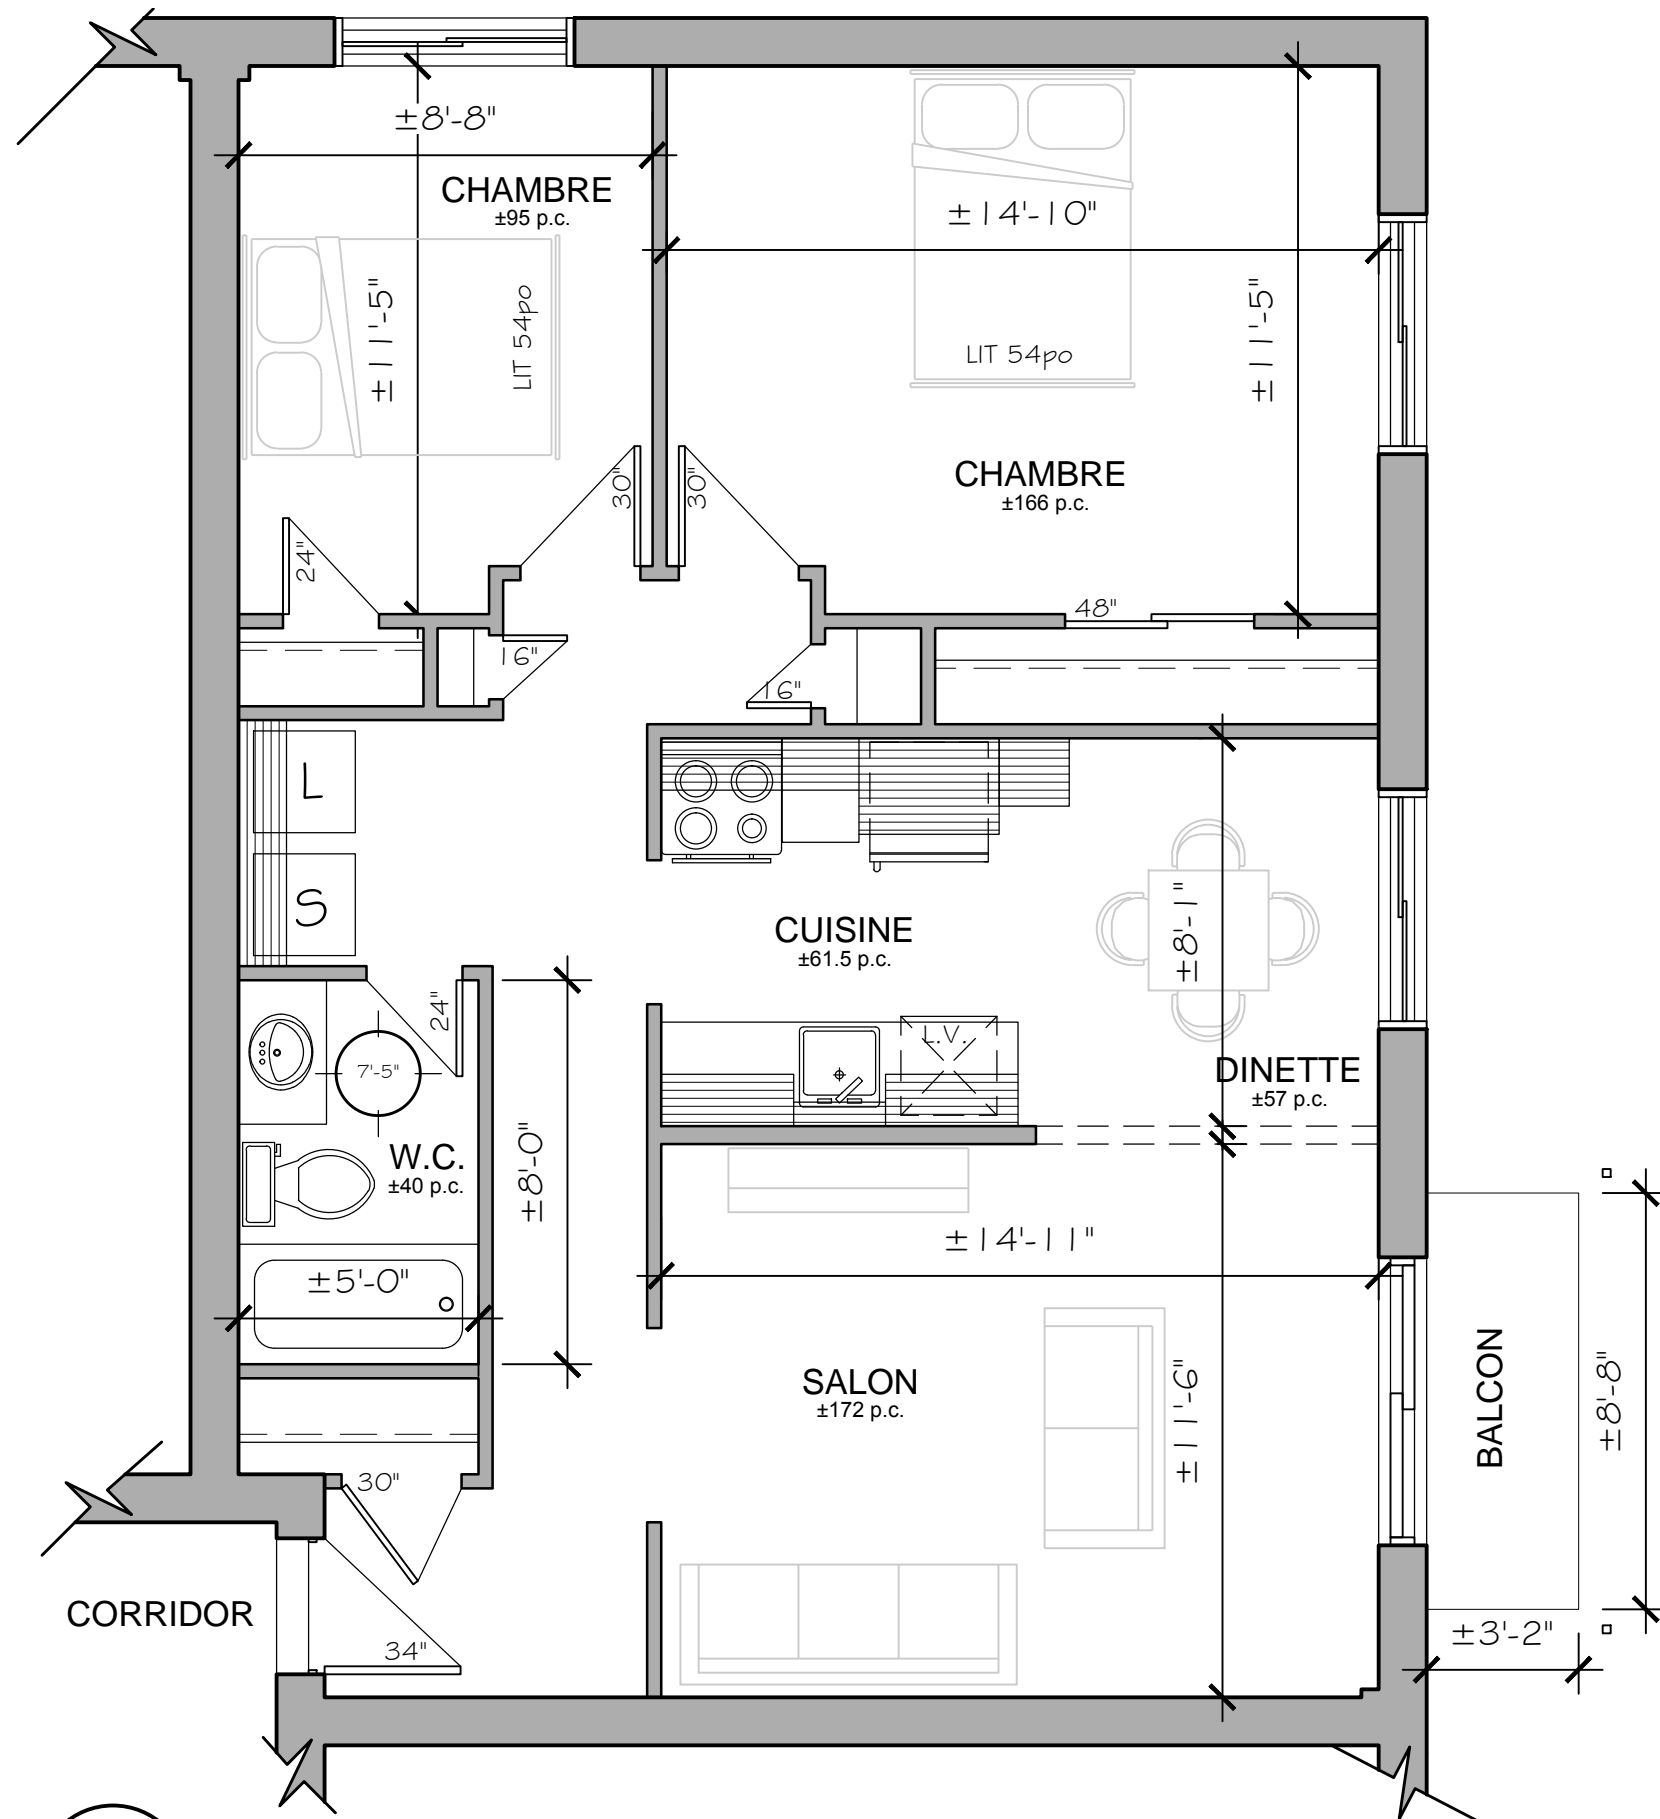 ±8'-8"
CHAMBRE
±95 p.c.
±11'-5"
LIT 54po
±14'-10"
LIT 54po
±11'-5"
CHAMBRE
±166 p.c.
30"
30"
24"
48"
16"
16"
L
S
CUISINE
±61.5 p.c.
±8'-1"
24"
L.V.
7'-5"
DINETTE
±57 p.c.
W.C.
±40 p.c.
±8'-0"
±14'-11"
±5'-0"
SALON
±172 p.c.
±11'-6"
BALCON
±8'-8"
30"
CORRIDOR
34"
±3'-2"